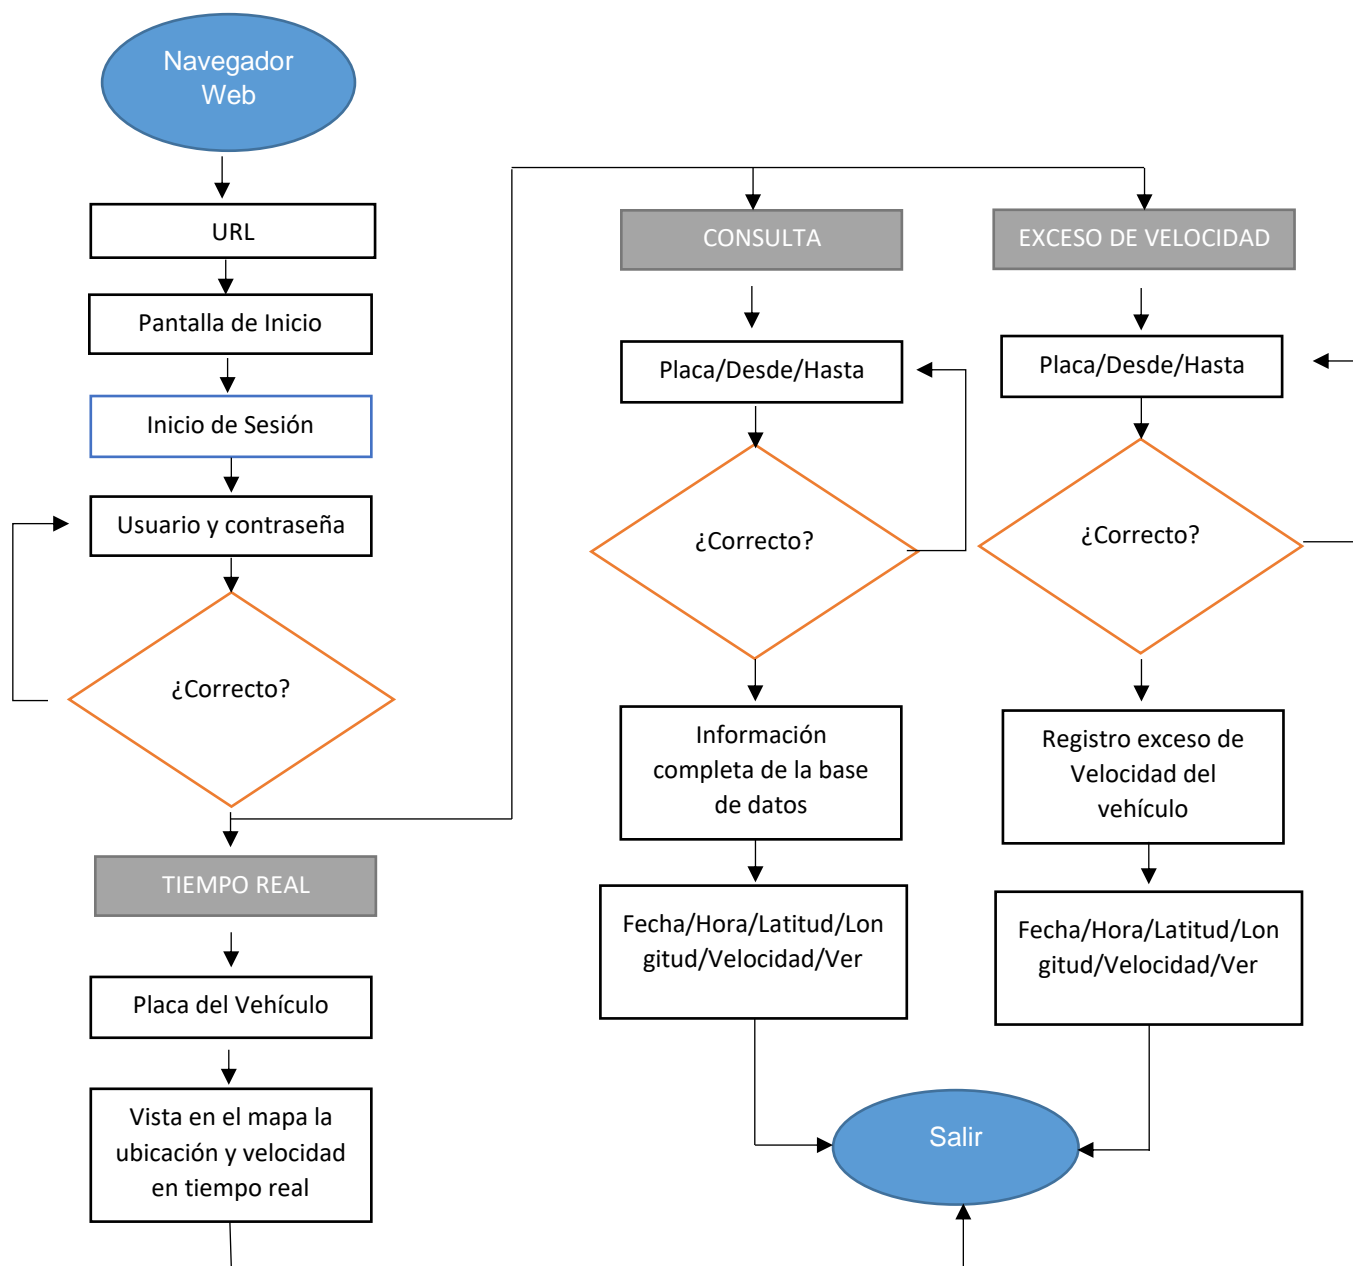 Navegador
Web
URL
Pantalla de Inicio
Inicio de Sesión
Usuario y contraseña
¿Correcto?
TIEMPO REAL
Placa del Vehículo
Vista en el mapa la
ubicación y velocidad
en tiempo real
CONSULTA
Placa/Desde/Hasta
¿Correcto?
Información
completa de la base
de datos
Fecha/Hora/Latitud/Lon
gitud/Velocidad/Ver
EXCESO DE VELOCIDAD
Placa/Desde/Hasta
¿Correcto?
Registro exceso de
Velocidad del
vehículo
Fecha/Hora/Latitud/Lon
gitud/Velocidad/Ver
Salir